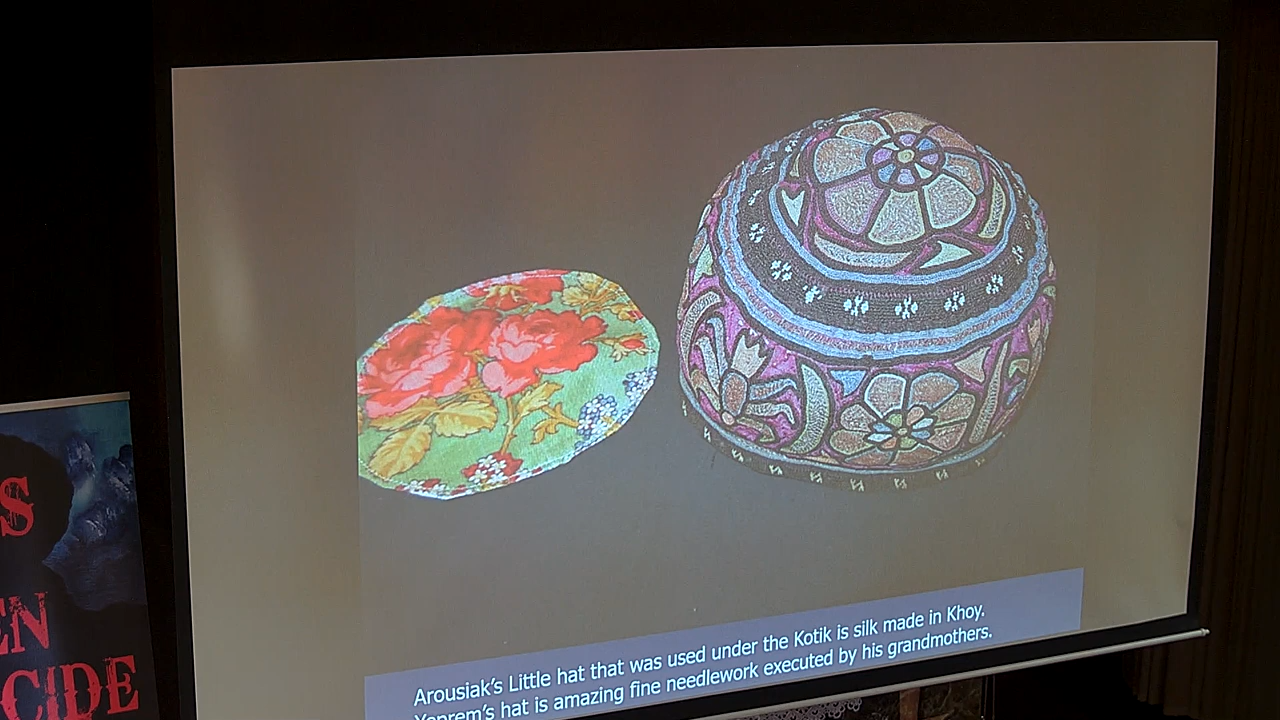 S
EN
CIDE
Arousiak's Little hat that was used under the Kotik is silk made in Khoy.
Yeprem's hat is amazing fine needlework executed by his grandmothers.